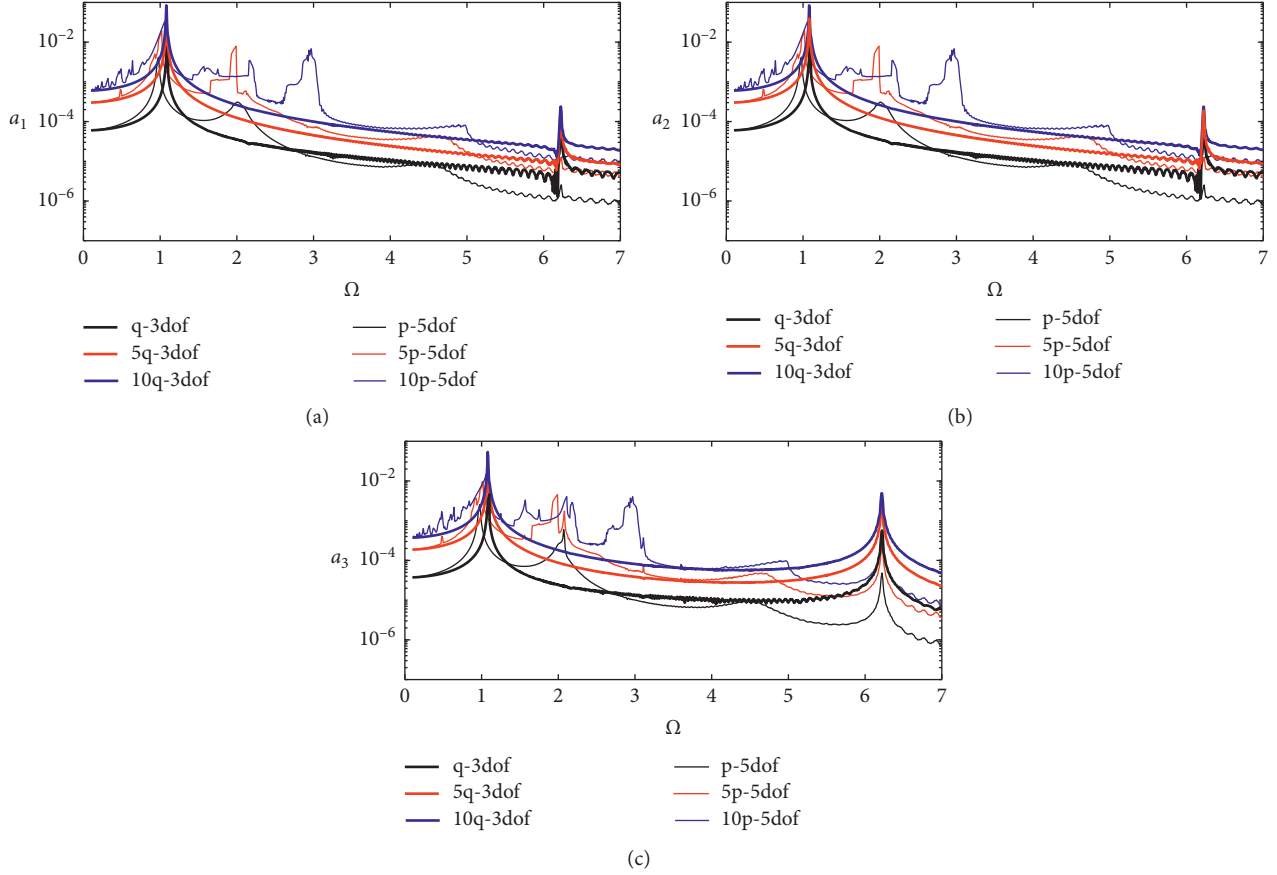 10⁻²
10⁻⁴
10⁻⁶
a₁
0 1 2 3 4 5 6 7
Ω
q-3dof p-5dof
5q-3dof 5p-5dof
10q-3dof 10p-5dof
(a)
10⁻²
10⁻⁴
10⁻⁶
a₂
0 1 2 3 4 5 6 7
Ω
q-3dof p-5dof
5q-3dof 5p-5dof
10q-3dof 10p-5dof
(b)
10⁻²
10⁻⁴
10⁻⁶
a₃
0 1 2 3 4 5 6 7
Ω
q-3dof p-5dof
5q-3dof 5p-5dof
10q-3dof 10p-5dof
(c)